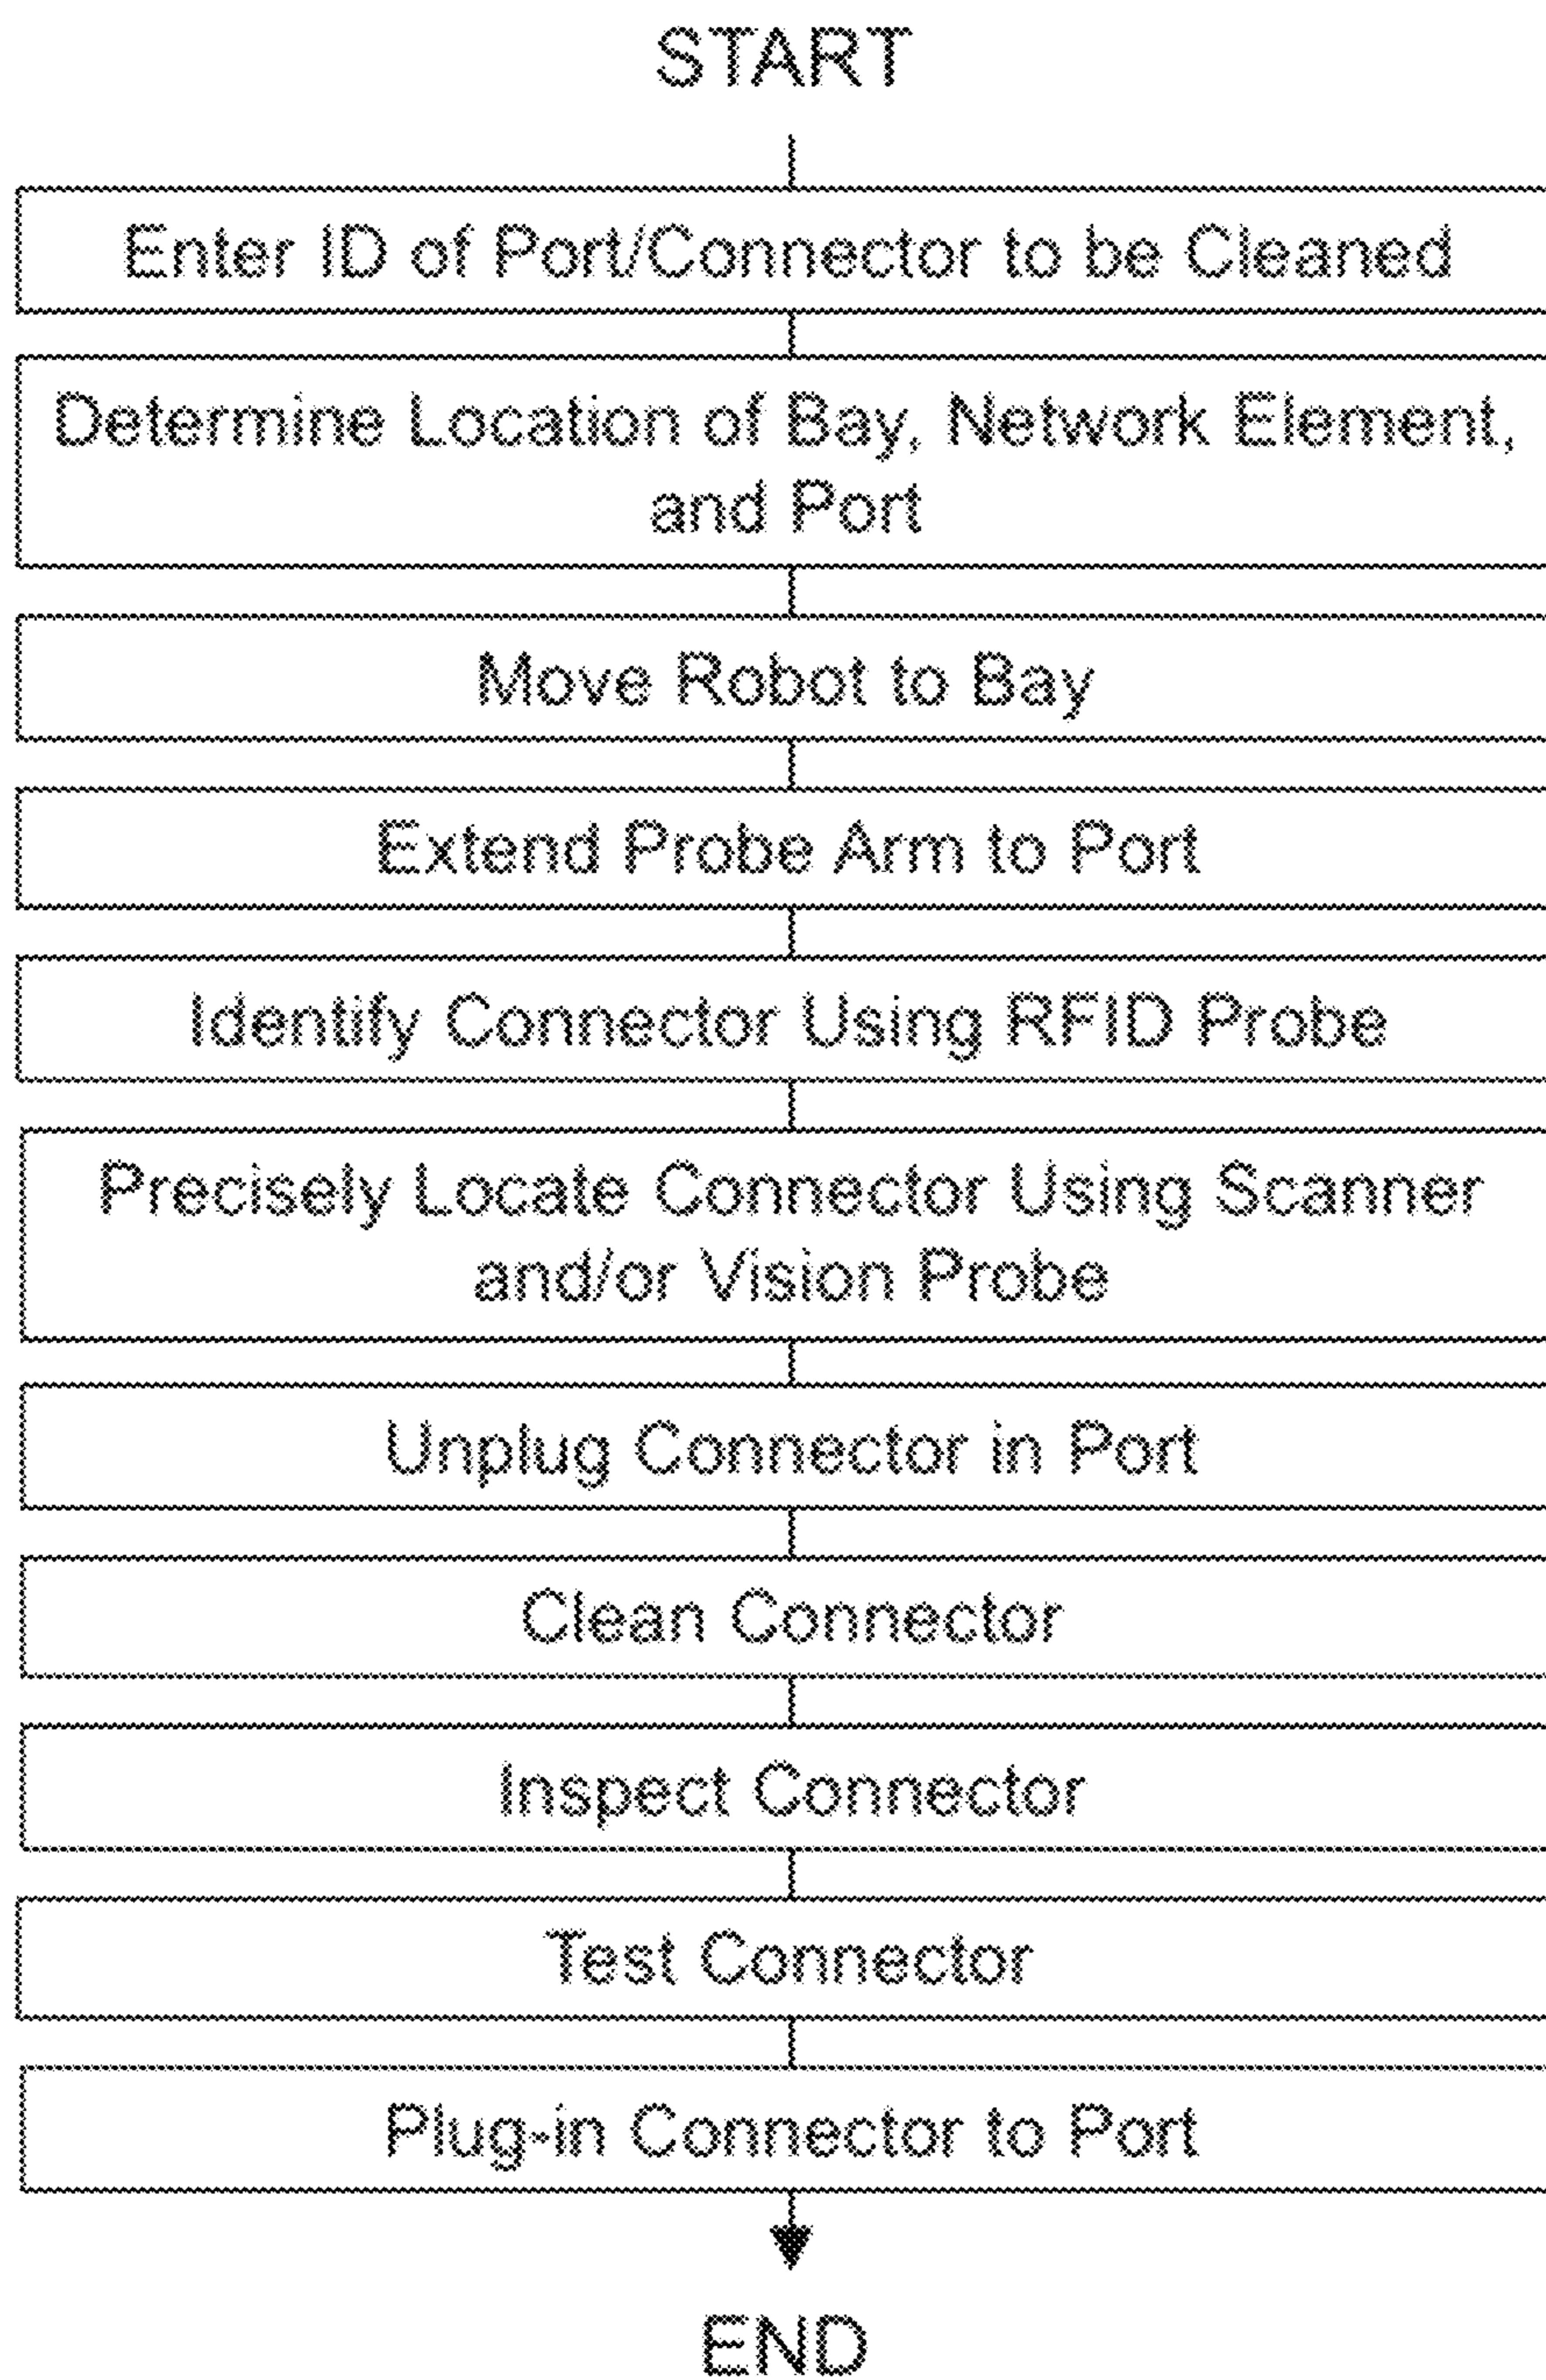 START
Enter ID of Port/Connector to be Cleaned
Determine Location of Bay, Network Element,
and Port
Move Robot to Bay
Extend Probe Arm to Port
Identify Connector Using RFID Probe
Precisely Locate Connector Using Scanner
and/or Vision Probe
Unplug Connector in Port
Clean Connector
Inspect Connector
Test Connector
Plug-in Connector to Port
END